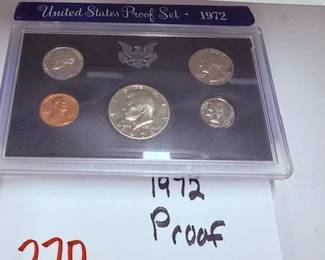 United States Proof Set - 1972
1972
Proof